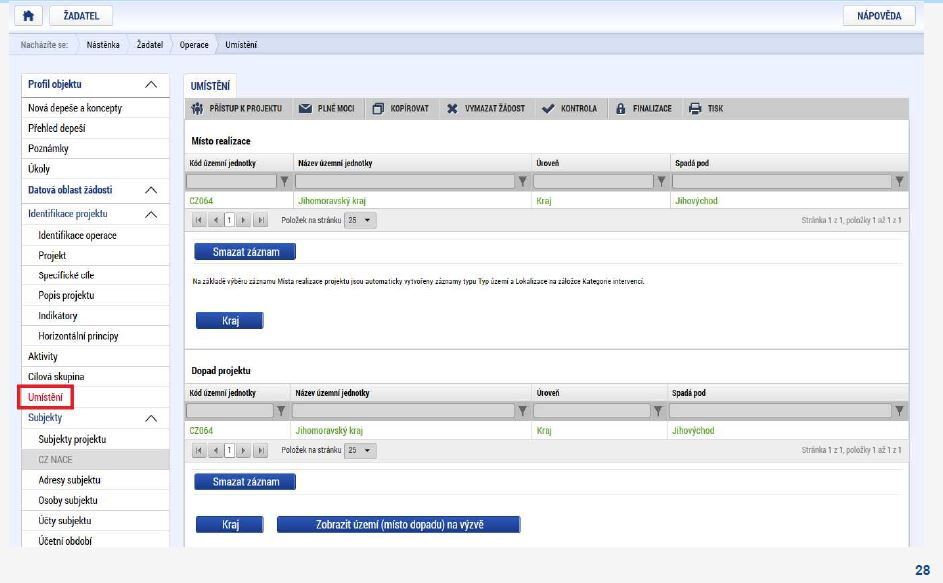 ŽADATEL
NÁPOVĚDA
Nacházíte se: Nástěnka Žadatel Operace Umístění
Profil objektu
Nová depeše a koncepty
Přehled depeší
Poznámky
Úkoly
Datová oblast žádosti
Identifikace projektu
Identifikace operace
Projekt
Specifické cíle
Popis projektu
Indikátory
Horizontální principy
Aktivity
Cílová skupina
Umístění
Subjekty
Subjekty projektu
CZ NACE
Adresy subjektu
Osoby subjektu
Účty subjektu
Účetní období
UMÍSTĚNÍ
PŘÍSTUP K PROJEKTU PLNÉ MOCI KOPÍROVAT VYMAZAT ŽÁDOST KONTROLA FINALIZACE TISK
Místo realizace
Kód územní jednotky Název územní jednotky Úroveň Spadá pod
CZ064 Jihomoravský kraj Kraj Jihovýchod
1 Položek na stránku 25 Stránka 1 z 1, položky 1 až 1 z 1
Smazat záznam
Na základě výběru záznamu Místa realizace projektu jsou automaticky vytvořeny záznamy typu Typ území a Lokalizace na záložce Kategorie intervencí.
Kraj
Dopad projektu
Kód územní jednotky Název územní jednotky Úroveň Spadá pod
CZ064 Jihomoravský kraj Kraj Jihovýchod
1 Položek na stránku 25 Stránka 1 z 1, položky 1 až 1 z 1
Smazat záznam
Kraj Zobrazit území (místo dopadu) na výzvě
28